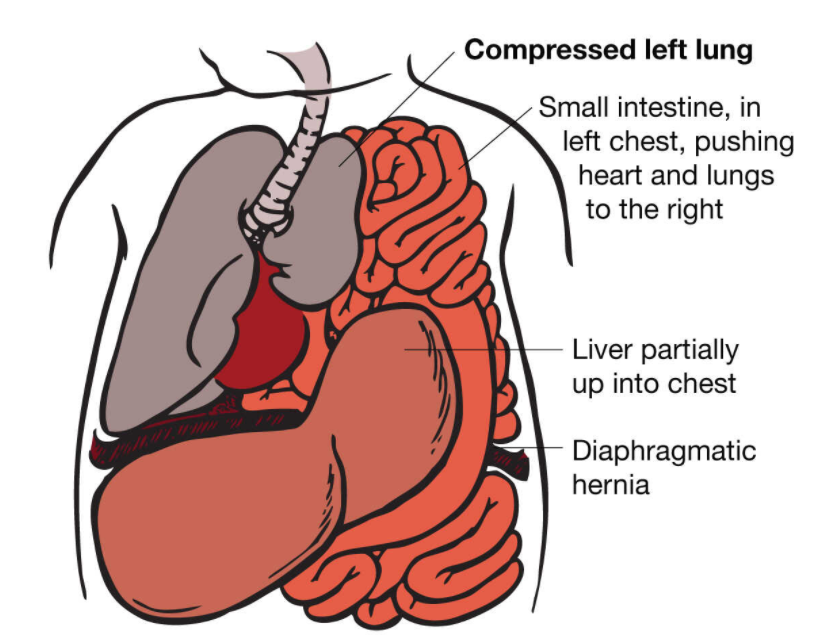 Compressed left lung
Small intestine, in
left chest, pushing
heart and lungs
to the right
Liver partially
up into chest
Diaphragmatic
hernia